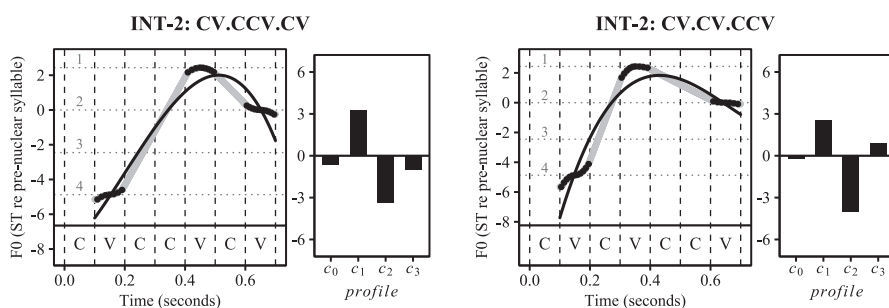 INT-2: CV.CCV.CV
F0 (ST re pre-nuclear syllable)
2
0
-2
-4
-6
-8
1
2
3
4
C V C C V C V
0.0 0.2 0.4 0.6
Time (seconds)
6
3
0
-3
-6
c0 c1 c2 c3
profile
INT-2: CV.CCV.CCV
F0 (ST re pre-nuclear syllable)
2
0
-2
-4
-6
-8
1
2
3
4
C V C V C C V
0.0 0.2 0.4 0.6
Time (seconds)
6
3
0
-3
-6
c0 c1 c2 c3
profile